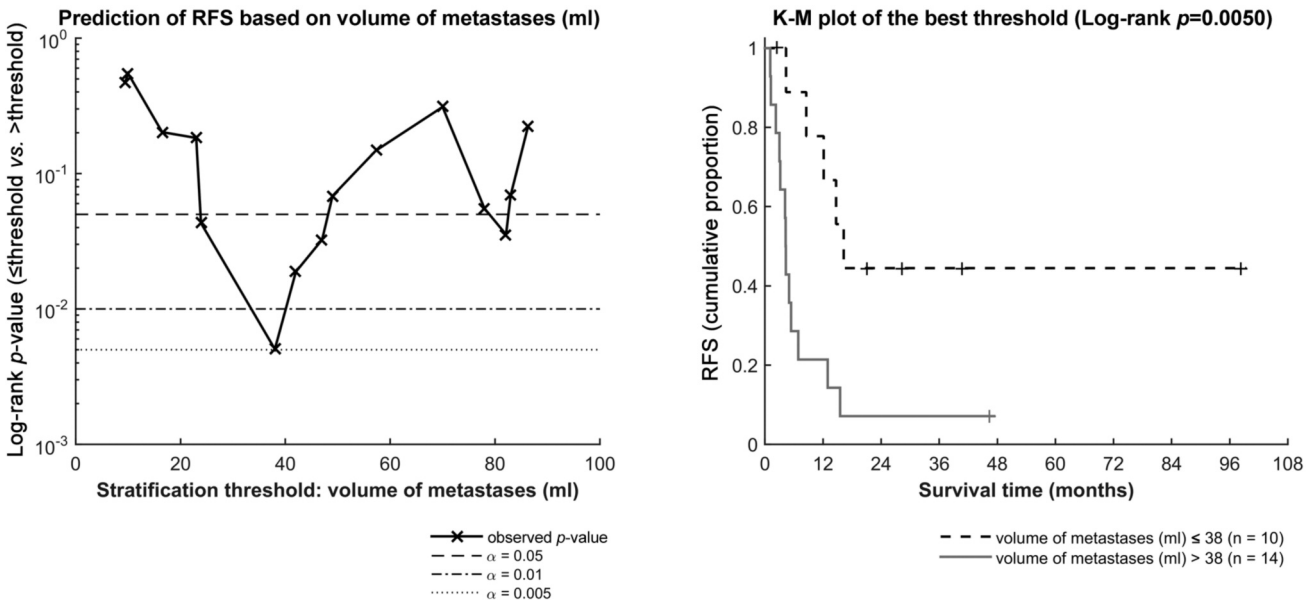 Prediction of RFS based on volume of metastases (ml)
Log-rank p-value (≤threshold vs. >threshold)
10⁰
10⁻¹
10⁻²
10⁻³
0 20 40 60 80 100
Stratification threshold: volume of metastases (ml)
observed p-value
α = 0.05
α = 0.01
α = 0.005
K-M plot of the best threshold (Log-rank p=0.0050)
RFS (cumulative proportion)
1
0.8
0.6
0.4
0.2
0
0 12 24 36 48 60 72 84 96 108
Survival time (months)
volume of metastases (ml) ≤ 38 (n = 10)
volume of metastases (ml) > 38 (n = 14)